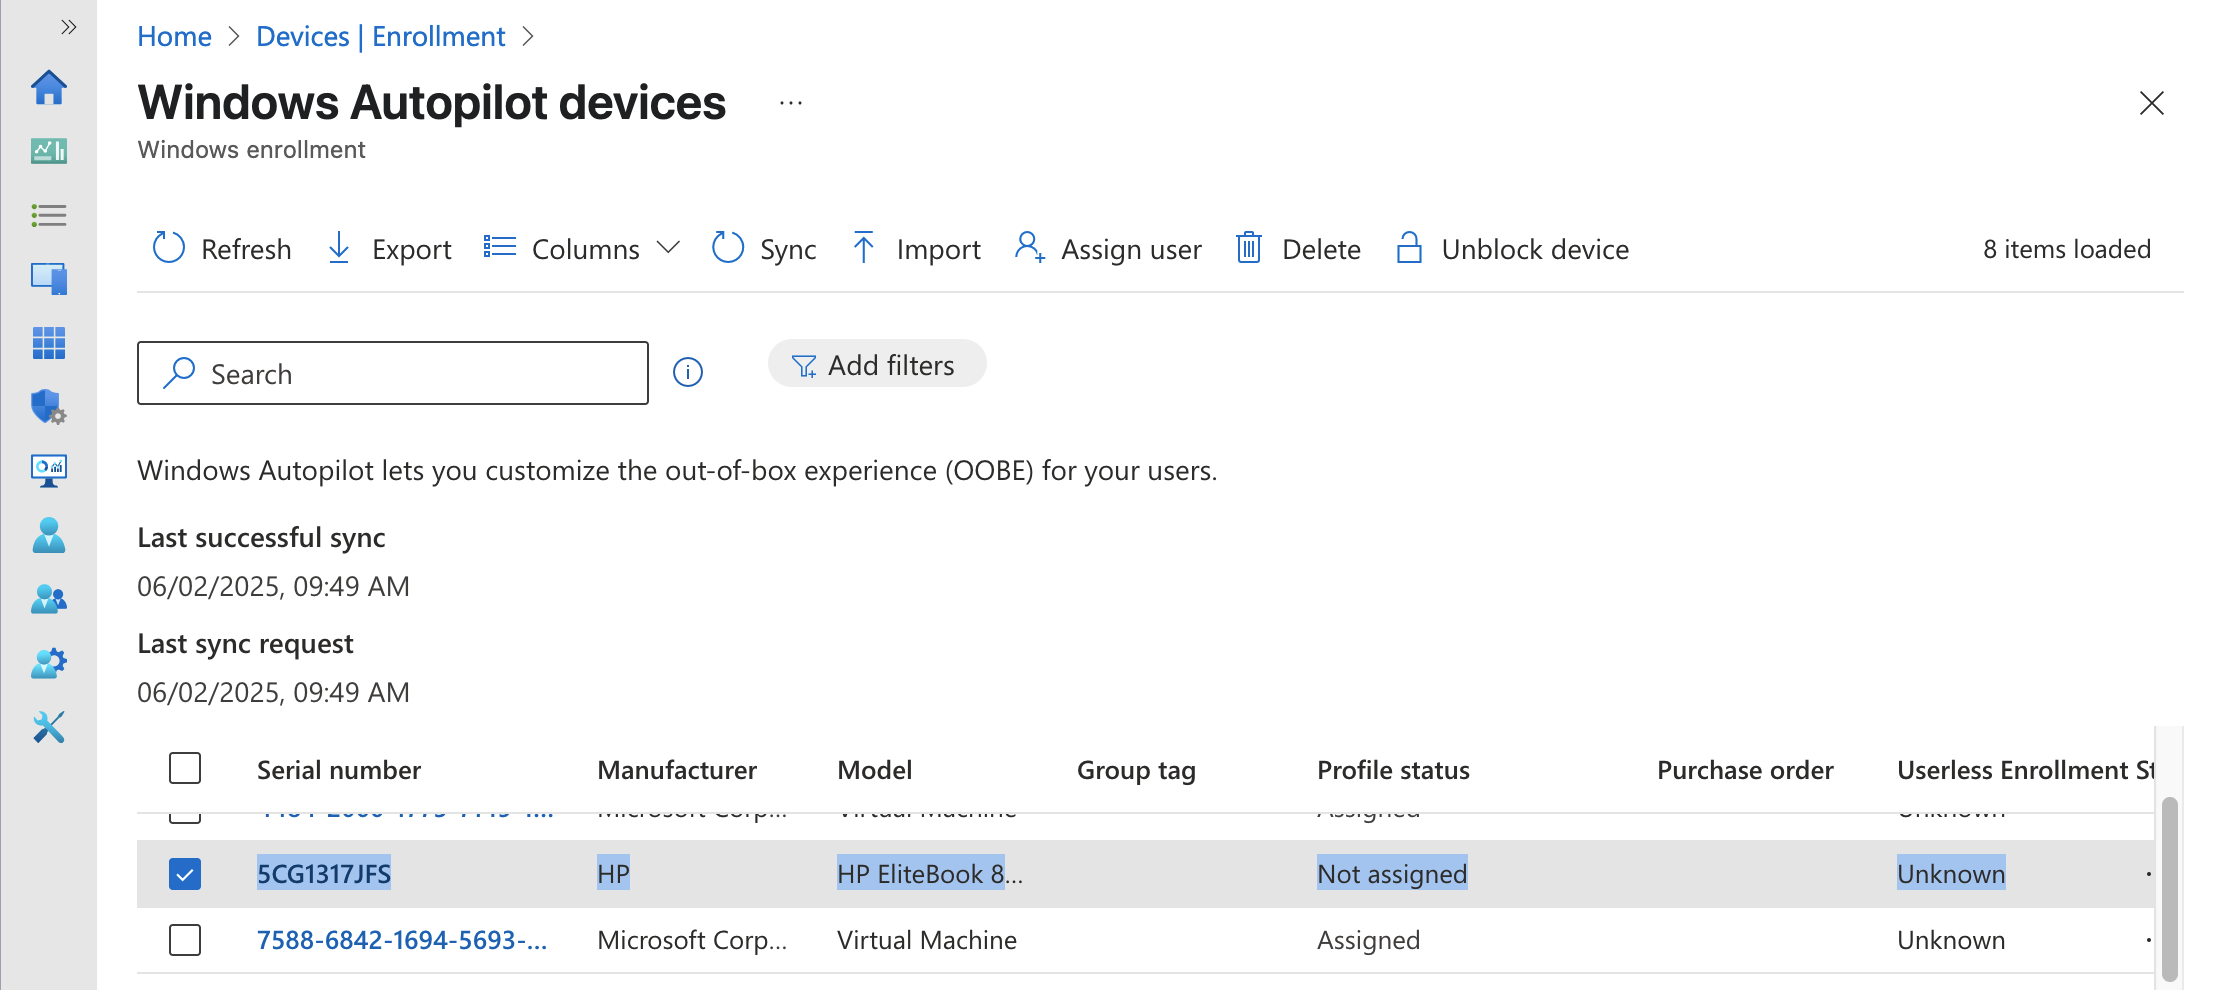 Home > Devices | Enrollment >
Windows Autopilot devices ...
Windows enrollment
Refresh Export Columns Sync Import Assign user Delete Unblock device 8 items loaded
Search Add filters
Windows Autopilot lets you customize the out-of-box experience (OOBE) for your users.
Last successful sync
06/02/2025, 09:49 AM
Last sync request
06/02/2025, 09:49 AM
Serial number Manufacturer Model Group tag Profile status Purchase order Userless Enrollment St
Microsoft Corp... Virtual Machine Assigned Unknown
5CG1317JFS HP HP EliteBook 8... Not assigned Unknown
7588-6842-1694-5693-... Microsoft Corp... Virtual Machine Assigned Unknown